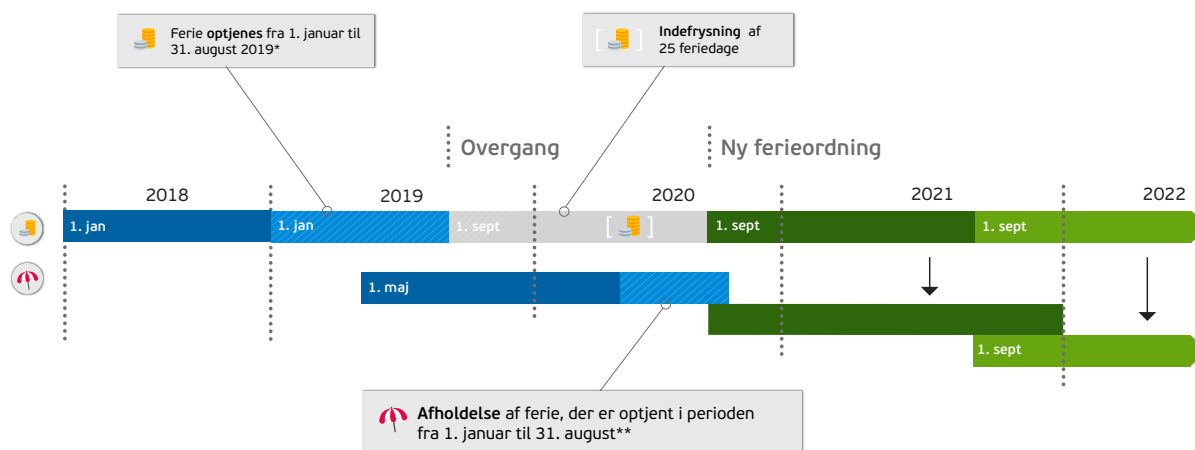 Ferie optjenes fra 1. januar til
31. august 2019*
[ ] Indefrysning af
25 feriedage
Overgang
Ny ferieordning
2018
2019
2020
2021
2022
1. jan
1. jan
1. sept
[ ]
1. sept
1. sept
1. maj
1. sept
Afholdelse af ferie, der er optjent i perioden
fra 1. januar til 31. august**